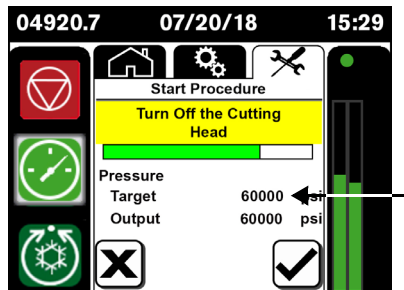 04920.7 07/20/18 15:29
Start Procedure
Turn Off the Cutting
Head
Pressure
Target 60000
Output 60000 psi